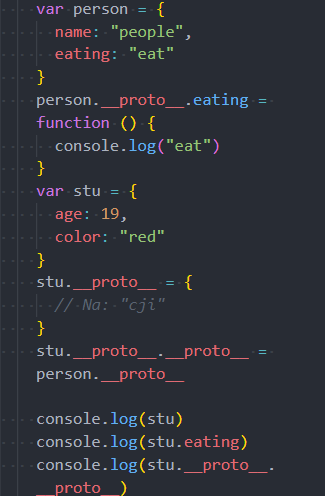 var person = {
  name: "people",
  eating: "eat"
}
person.__proto__.eating =
function () {
  console.log("eat")
}
var stu = {
  age: 19,
  color: "red"
}
stu.__proto__ = {
  // Na: "cji"
}
stu.__proto__.__proto__ =
person.__proto__

console.log(stu)
console.log(stu.eating)
console.log(stu.__proto__.
__proto__)